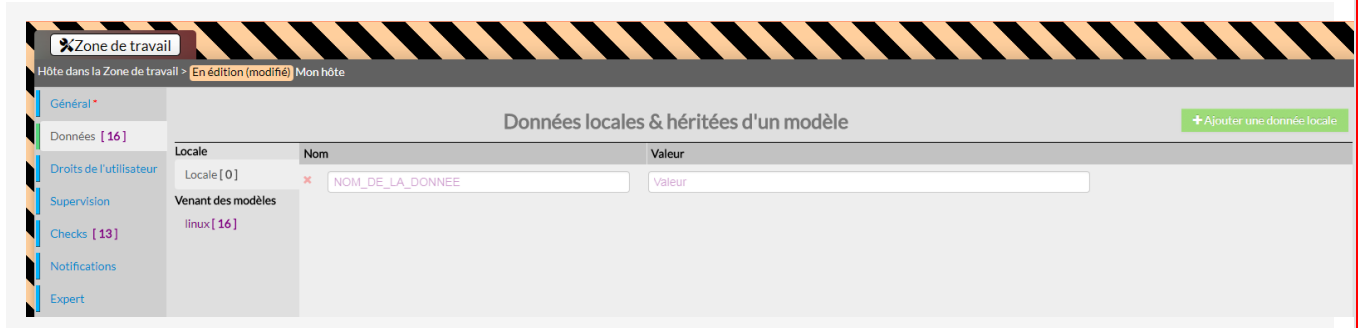 Zone de travail
Hôte dans la Zone de travail > En édition (modifié) Mon hôte
Général *
Données [ 16 ]
Droits de l'utilisateur
Supervision
Checks [ 13 ]
Notifications
Expert
Données locales & héritées d'un modèle
+ Ajouter une donnée locale
Locale
Locale [ 0 ]
Venant des modèles
linux [ 16 ]
Nom Valeur
NOM_DE_LA_DONNEE Valeur